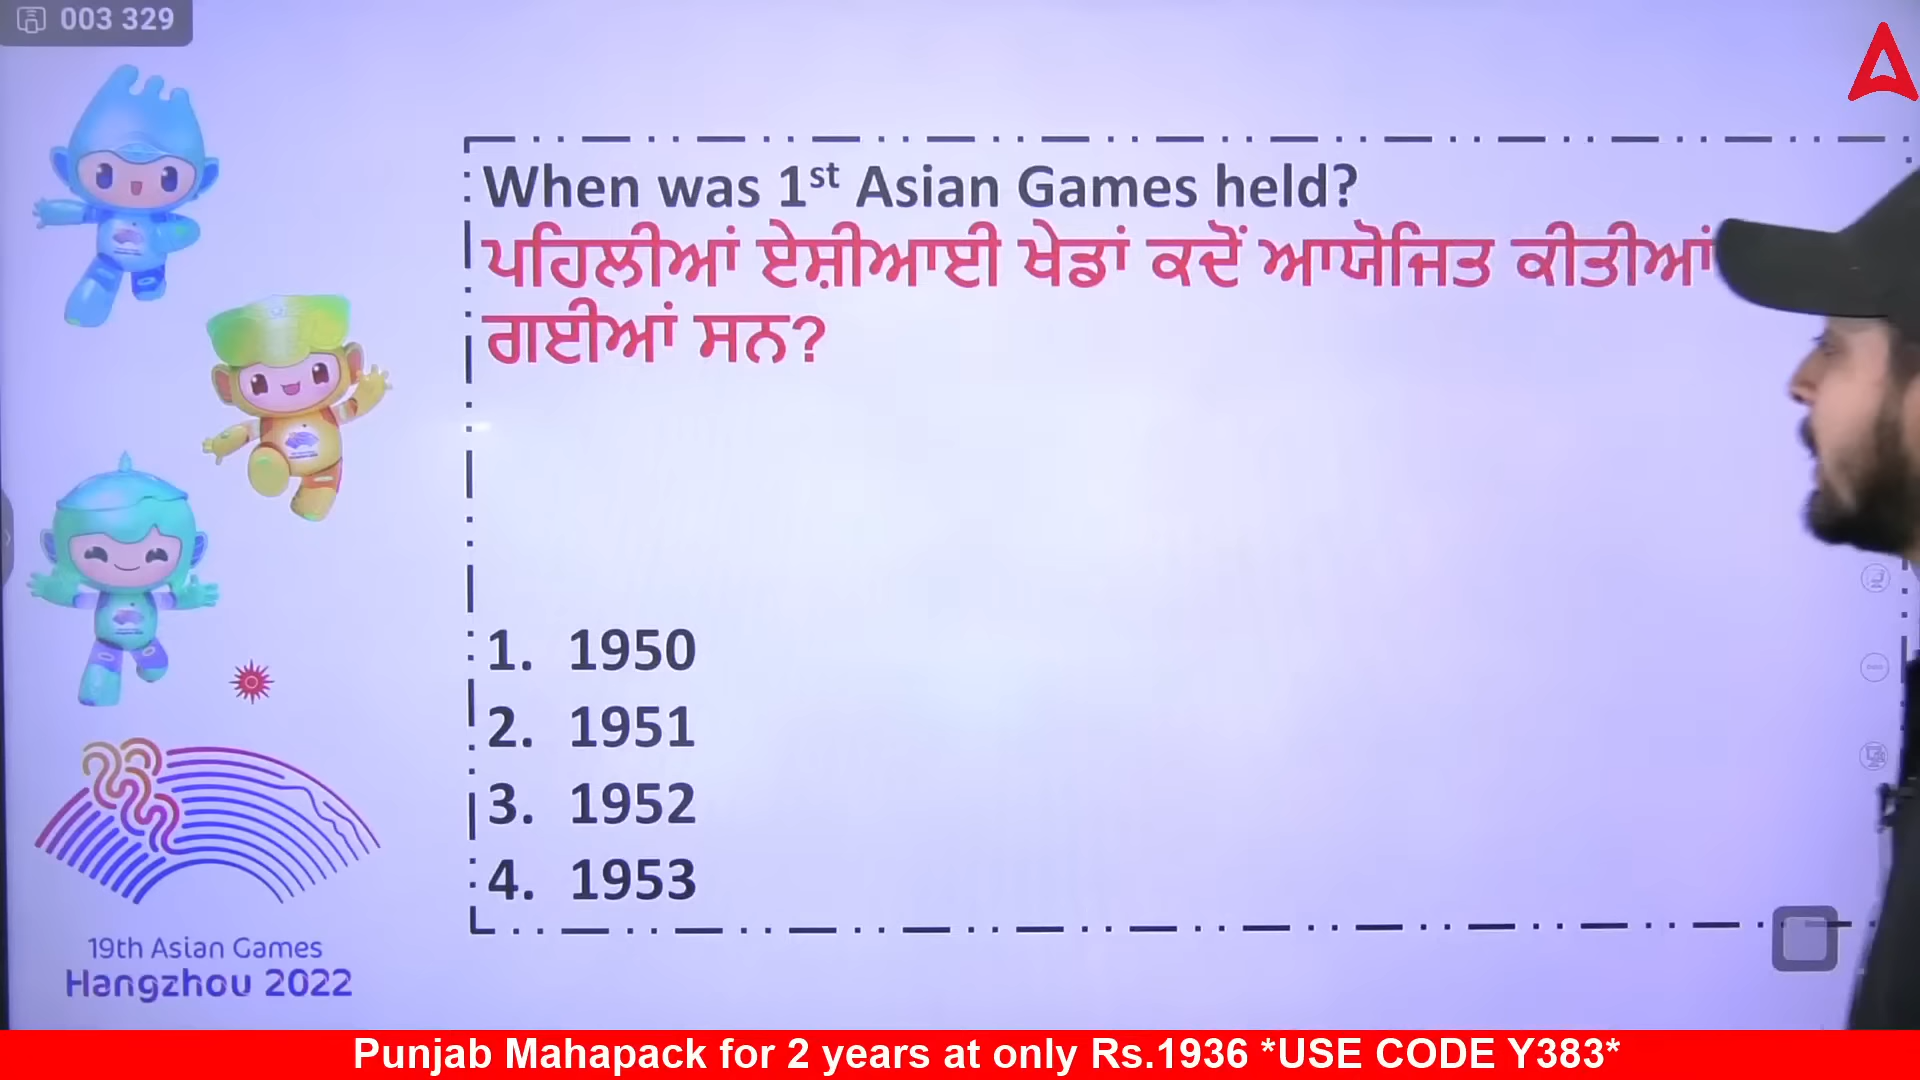 003 329
When was 1st Asian Games held?
ਪਹਿਲੀਆਂ ਏਸ਼ੀਆਈ ਖੇਡਾਂ ਕਦੋਂ ਆਯੋਜਿਤ ਕੀਤੀਆਂ
ਗਈਆਂ ਸਨ?
1. 1950
2. 1951
3. 1952
4. 1953
19th Asian Games
Hangzhou 2022
Punjab Mahapack for 2 years at only Rs.1936 *USE CODE Y383*